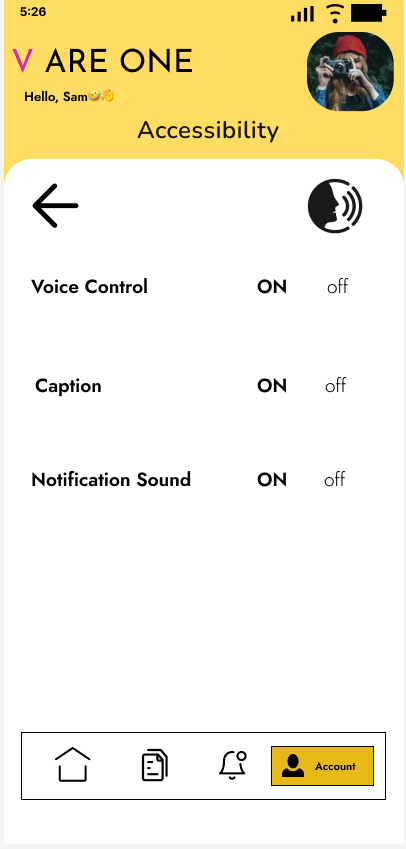 5:26
V ARE ONE
Hello, Sam🤣👋
Accessibility
Voice Control ON off
Caption ON off
Notification Sound ON off
Account